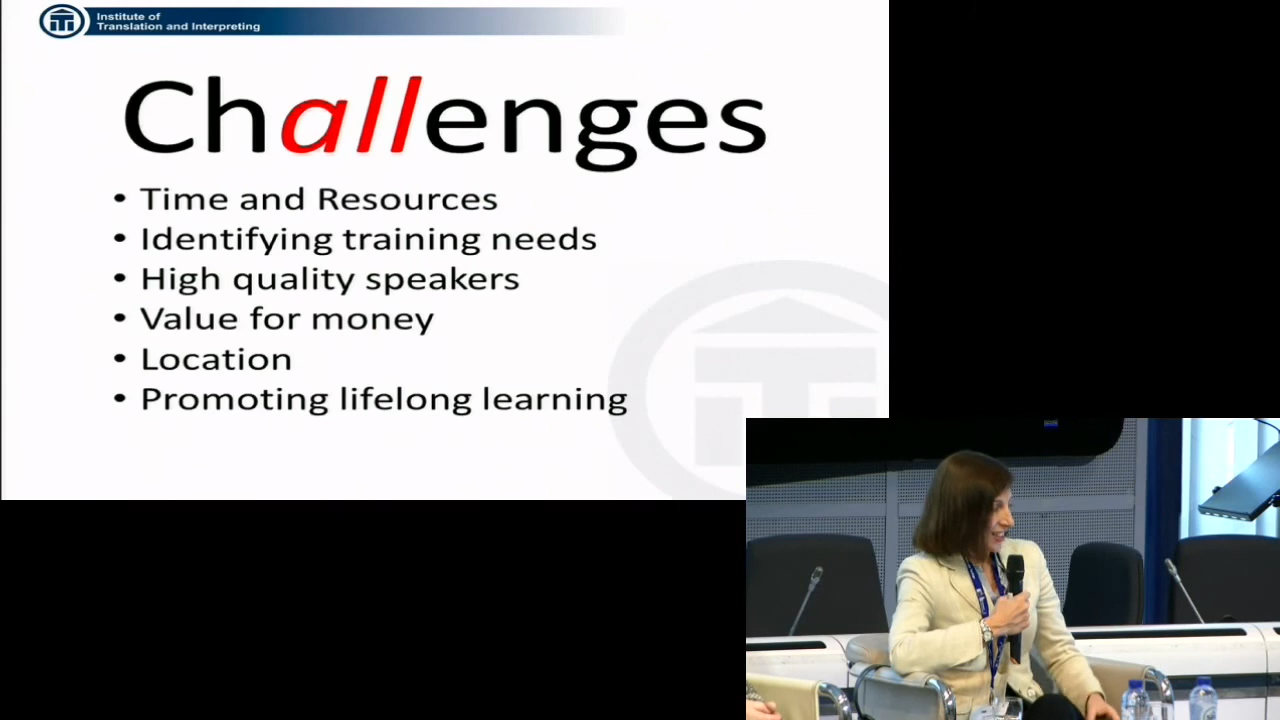 Institute of
Translation and Interpreting
Challenges
• Time and Resources
• Identifying training needs
• High quality speakers
• Value for money
• Location
• Promoting lifelong learning